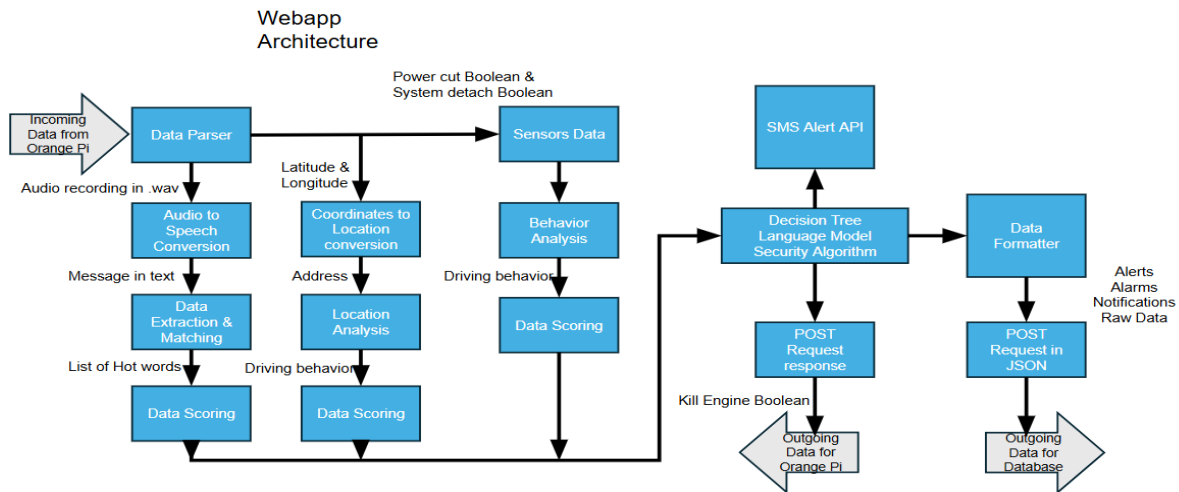 Webapp
Architecture
Power cut Boolean &
System detach Boolean
Incoming
Data from
Orange Pi
Data Parser
Sensors Data
SMS Alert API
Audio recording in .wav
Latitude &
Longitude
Audio to
Speech
Conversion
Coordinates to
Location
conversion
Behavior
Analysis
Decision Tree
Language Model
Security Algorithm
Data
Formatter
Message in text
Address
Driving behavior
Alerts
Alarms
Notifications
Raw Data
Data
Extraction &
Matching
Location
Analysis
Data Scoring
POST
Request
response
POST
Request in
JSON
List of Hot words
Driving behavior
Kill Engine Boolean
Data Scoring
Data Scoring
Outgoing
Data for
Orange Pi
Outgoing
Data for
Database